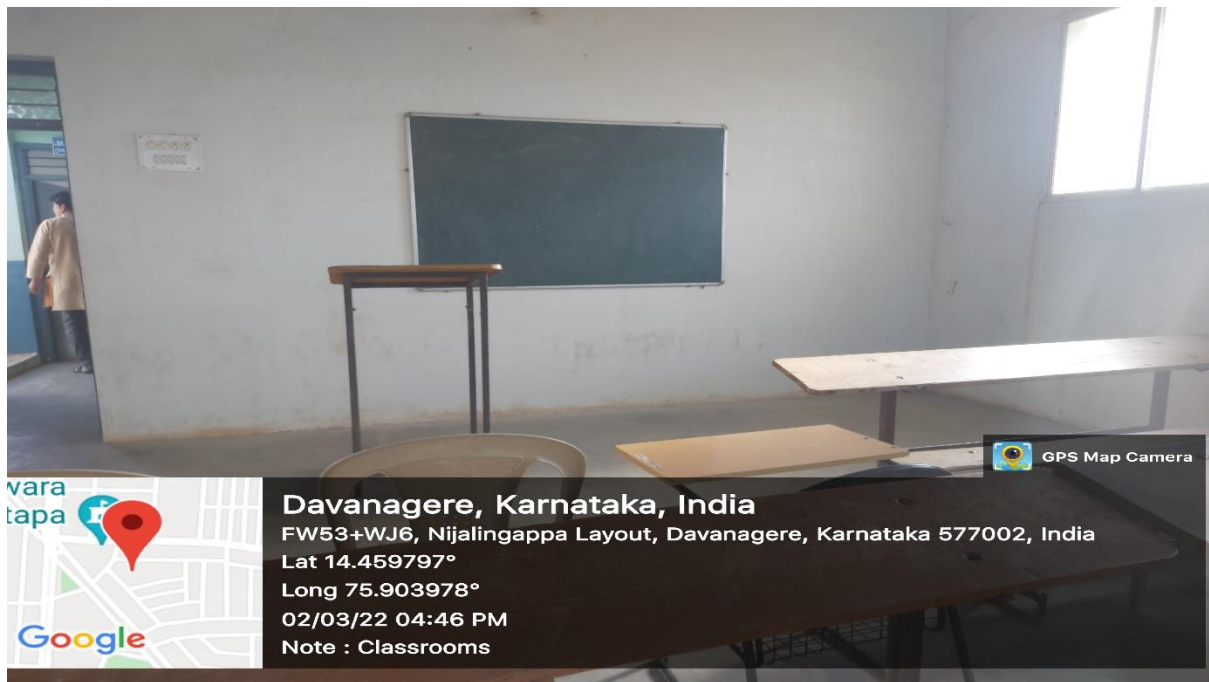 GPS Map Camera
vara
tapa
Google
Davanagere, Karnataka, India
FW53+WJ6, Nijalingappa Layout, Davanagere, Karnataka 577002, India
Lat 14.459797°
Long 75.903978°
02/03/22 04:46 PM
Note : Classrooms